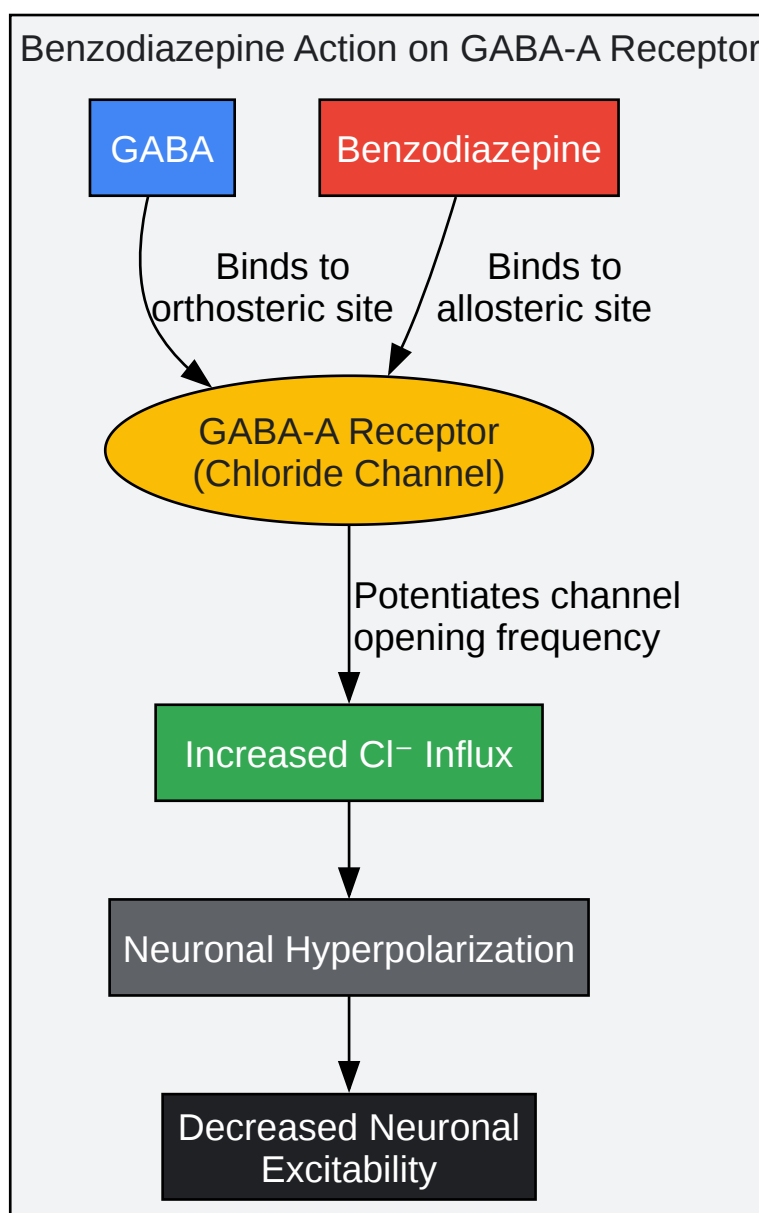 Benzodiazepine Action on GABA-A Receptor
GABA
Benzodiazepine
Binds to
orthosteric site
Binds to
allosteric site
GABA-A Receptor
(Chloride Channel)
Potentiates channel
opening frequency
Increased Cl⁻ Influx
Neuronal Hyperpolarization
Decreased Neuronal
Excitability